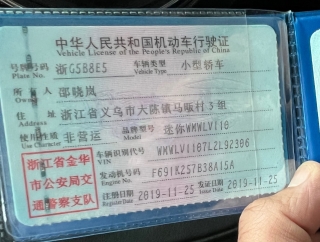 中华人民共和国机动车行驶证
Vehicle License of the People's Republic of China
号牌号码 浙G5B8E5 车辆类型 小型轿车
Plate No. Vehicle Type
所有人 邵晓岚
Owner
住址 浙江省义乌市大陈镇马畈村3组
Address
使用性质 非营运 品牌型号 迷你WMWLV110
Use Character Model
浙江省金华
市公安局交
通警察支队
车辆识别代号 WMWLV1107L2L92306
VIN
发动机号码 F691K257B38A15A
Engine No.
注册日期 2019-11-25 发证日期 2019-11-25
Register Date Issue Date